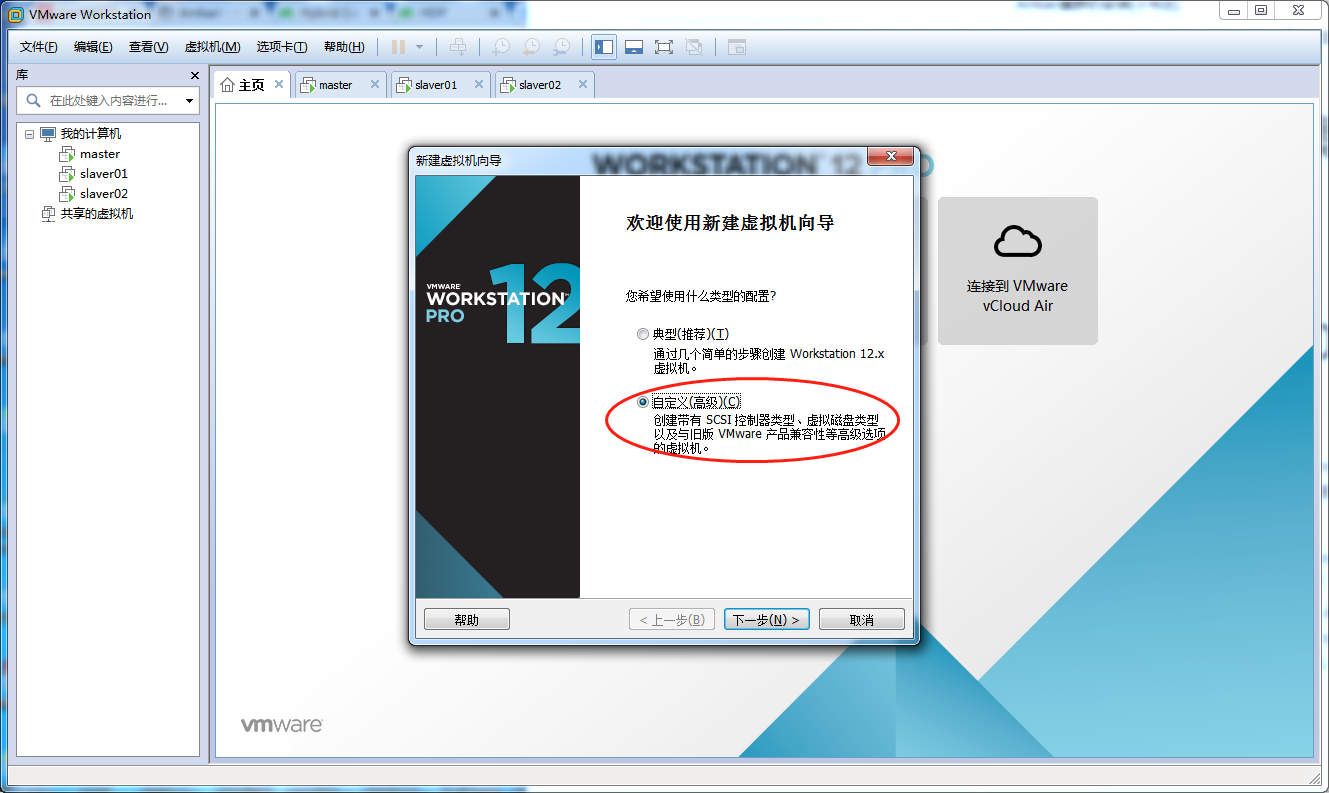 VMware Workstation
文件(F) 编辑(E) 查看(V) 虚拟机(M) 选项卡(T) 帮助(H)
库
在此处键入内容进行...
我的计算机
master
slaver01
slaver02
共享的虚拟机
主页 master slaver01 slaver02
WORKSTATION 12
新建虚拟机向导
VMWARE
WORKSTATION™
PRO
12
欢迎使用新建虚拟机向导
您希望使用什么类型的配置?
典型(推荐)(T)
通过几个简单的步骤创建 Workstation 12.x
虚拟机。
自定义(高级)(C)
创建带有 SCSI 控制器类型、虚拟磁盘类型
以及与旧版 VMware 产品兼容性等高级选项
的虚拟机。
帮助 < 上一步(B) 下一步(N) > 取消
连接到 VMware
vCloud Air
vmware